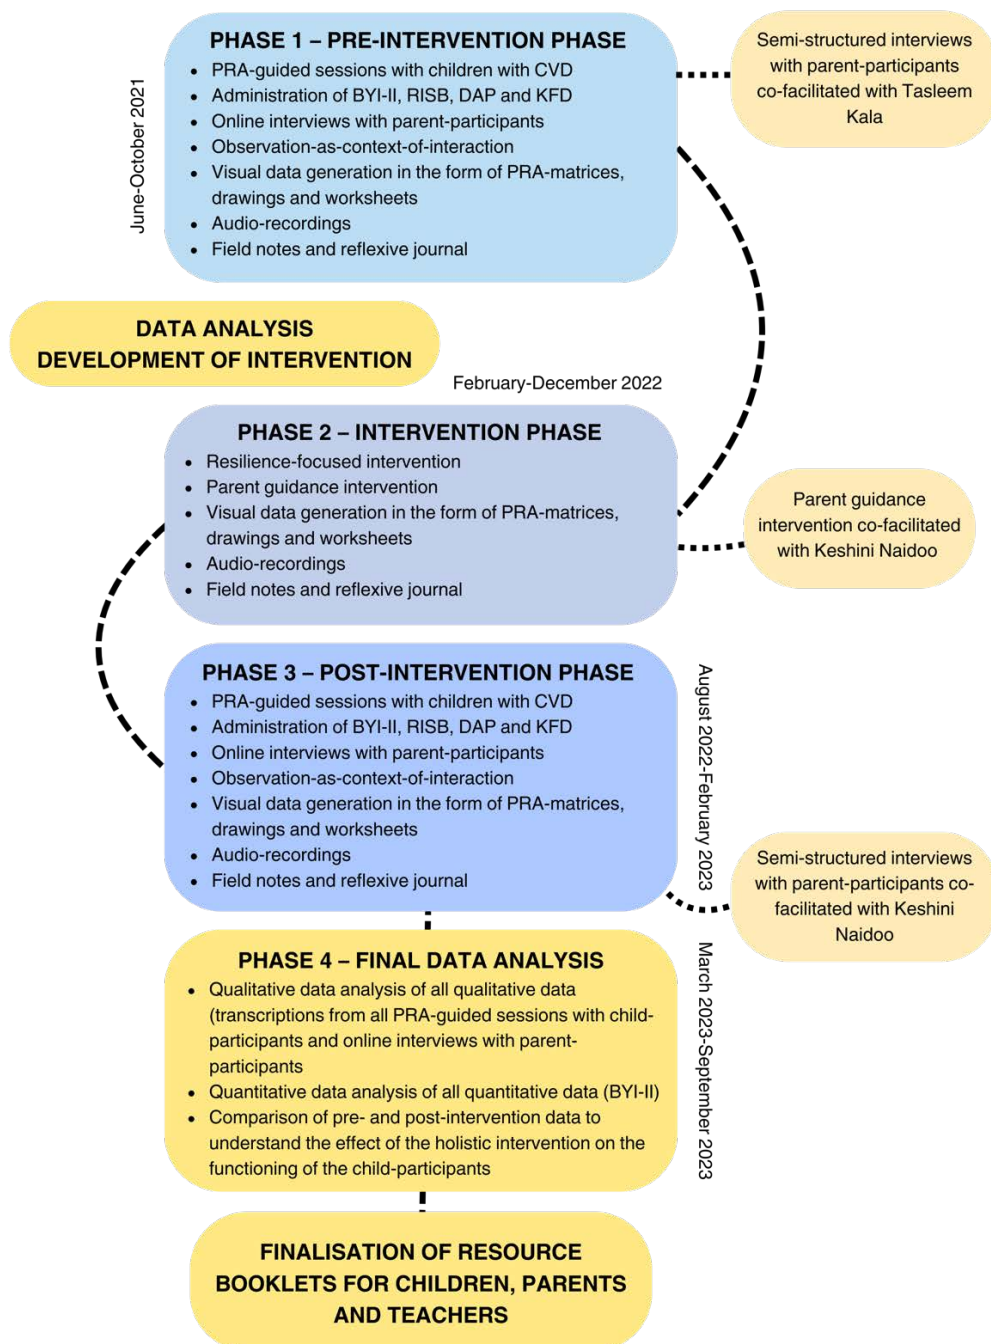 PHASE 1 – PRE-INTERVENTION PHASE
• PRA-guided sessions with children with CVD
• Administration of BYI-II, RISB, DAP and KFD
• Online interviews with parent-participants
• Observation-as-context-of-interaction
• Visual data generation in the form of PRA-matrices,
drawings and worksheets
• Audio-recordings
• Field notes and reflexive journal
June-October 2021
Semi-structured interviews
with parent-participants
co-facilitated with Tasleem
Kala
DATA ANALYSIS
DEVELOPMENT OF INTERVENTION
February-December 2022
PHASE 2 – INTERVENTION PHASE
• Resilience-focused intervention
• Parent guidance intervention
• Visual data generation in the form of PRA-matrices,
drawings and worksheets
• Audio-recordings
• Field notes and reflexive journal
Parent guidance
intervention co-facilitated
with Keshini Naidoo
PHASE 3 – POST-INTERVENTION PHASE
• PRA-guided sessions with children with CVD
• Administration of BYI-II, RISB, DAP and KFD
• Online interviews with parent-participants
• Observation-as-context-of-interaction
• Visual data generation in the form of PRA-matrices,
drawings and worksheets
• Audio-recordings
• Field notes and reflexive journal
August 2022-February 2023
Semi-structured interviews
with parent-participants co-
facilitated with Keshini
Naidoo
PHASE 4 – FINAL DATA ANALYSIS
• Qualitative data analysis of all qualitative data
(transcriptions from all PRA-guided sessions with child-
participants and online interviews with parent-
participants
• Quantitative data analysis of all quantitative data (BYI-II)
• Comparison of pre- and post-intervention data to
understand the effect of the holistic intervention on the
functioning of the child-participants
March 2023-September 2023
FINALISATION OF RESOURCE
BOOKLETS FOR CHILDREN, PARENTS
AND TEACHERS